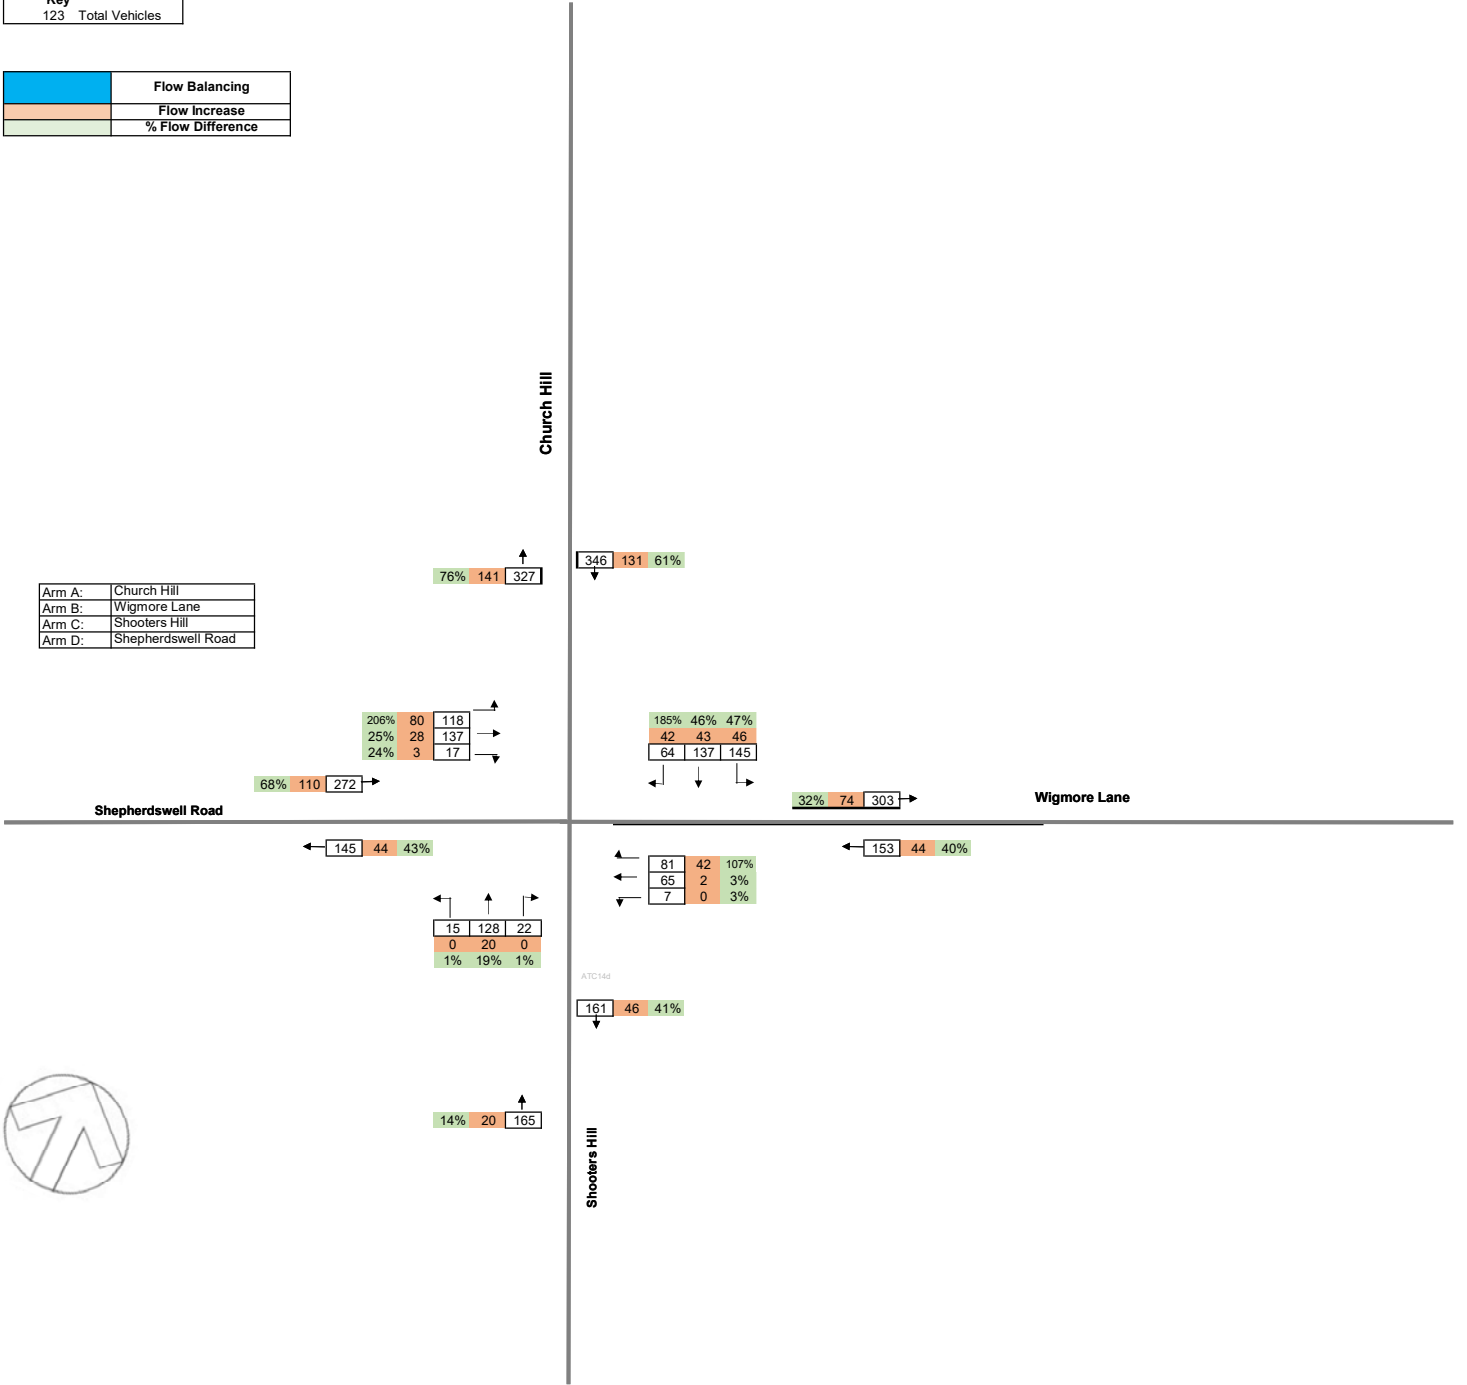 Key
123 Total Vehicles
Flow Balancing
Flow Increase
% Flow Difference
Church Hill
346 131 61%
76% 141 327
Arm A: Church Hill
Arm B: Wigmore Lane
Arm C: Shooters Hill
Arm D: Shepherdswell Road
206% 80 118
25% 28 137
24% 3 17
185% 46% 47%
42 43 46
64 137 145
68% 110 272
32% 74 303
Wigmore Lane
Shepherdswell Road
145 44 43%
153 44 40%
81 42 107%
65 2 3%
7 0 3%
15 128 22
0 20 0
1% 19% 1%
ATC14d
161 46 41%
14% 20 165
Shooters Hill